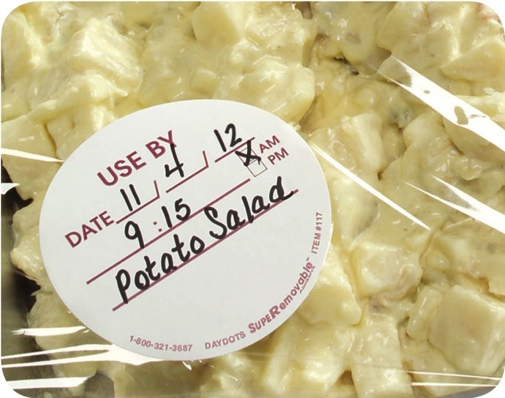 USE BY
DATE 11 / 4 / 12
9:15 X AM
PM
Potato Salad
1-800-321-3687 DAYDOTS SUPERemovable™ ITEM #117